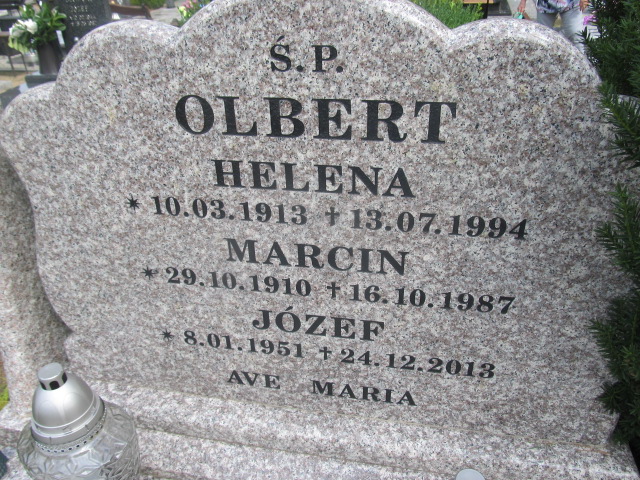 Ś.P.
OLBERT
HELENA
* 10.03.1913 † 13.07.1994
MARCIN
* 29.10.1910 † 16.10.1987
JÓZEF
* 8.01.1951 † 24.12.2013
AVE MARIA